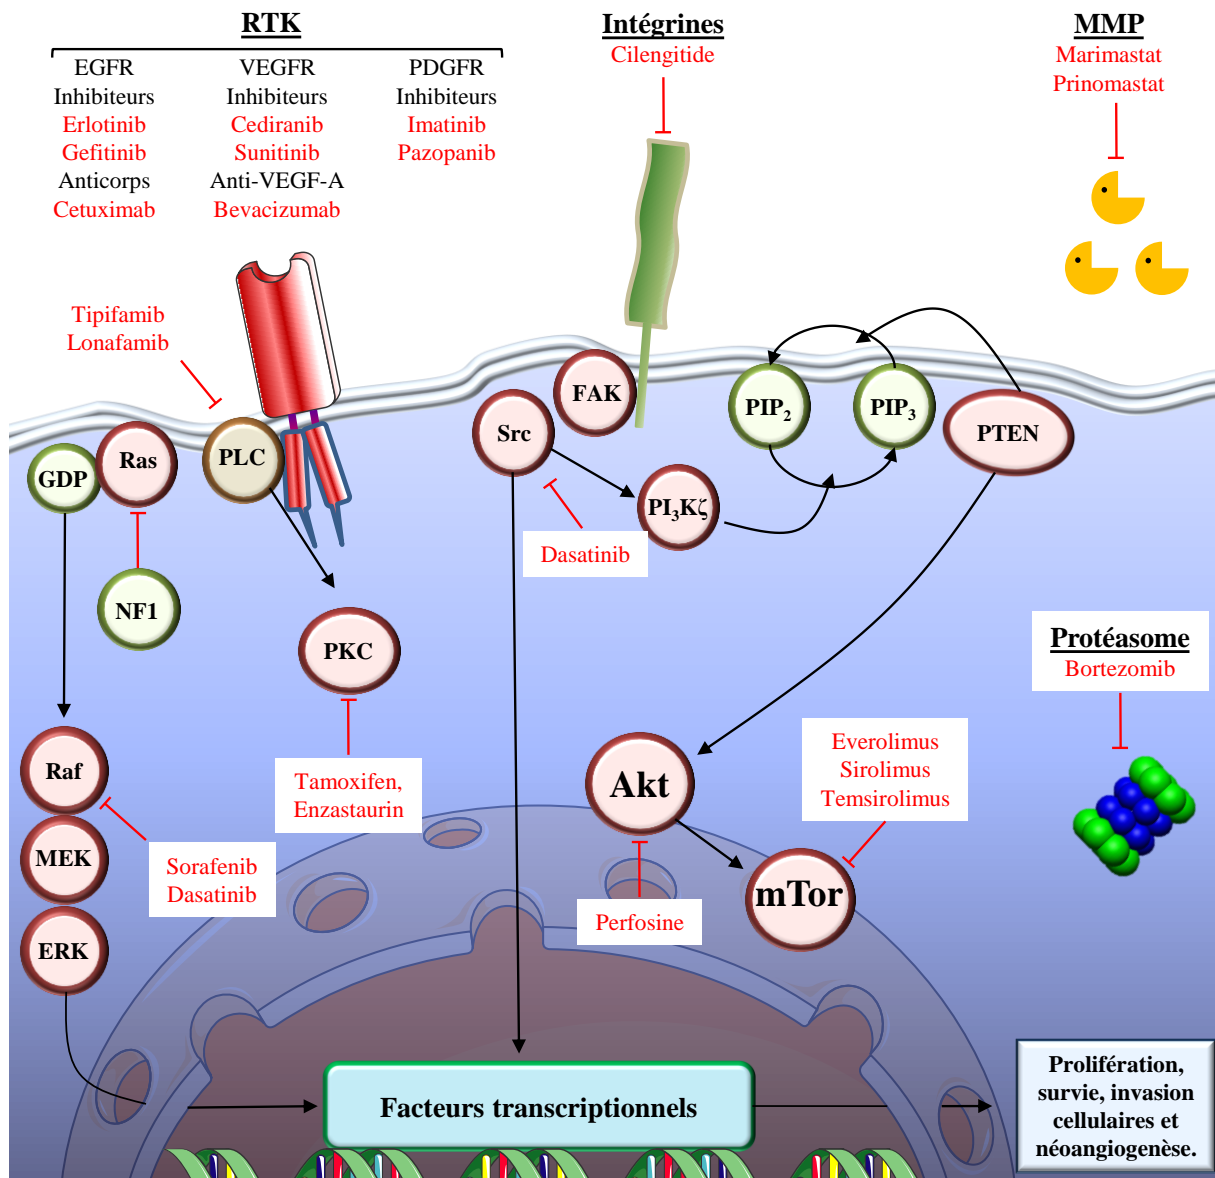 RTK
EGFR
Inhibiteurs
Erlotinib
Gefitinib
Anticorps
Cetuximab
VEGFR
Inhibiteurs
Cediranib
Sunitinib
Anti-VEGF-A
Bevacizumab
PDGFR
Inhibiteurs
Imatinib
Pazopanib
Intégrines
Cilengitide
MMP
Marimastat
Prinomastat
Tipifamib
Lonafamib
FAK
Src
PIP2
PIP3
PTEN
GDP
Ras
PLC
PI3Kζ
Dasatinib
NF1
PKC
Protéasome
Bortezomib
Raf
MEK
ERK
Tamoxifen,
Enzastaurin
Sorafenib
Dasatinib
Akt
Everolimus
Sirolimus
Temsirolimus
mTor
Perfosine
Facteurs transcriptionnels
Prolifération,
survie, invasion
cellulaires et
néoangiogenèse.